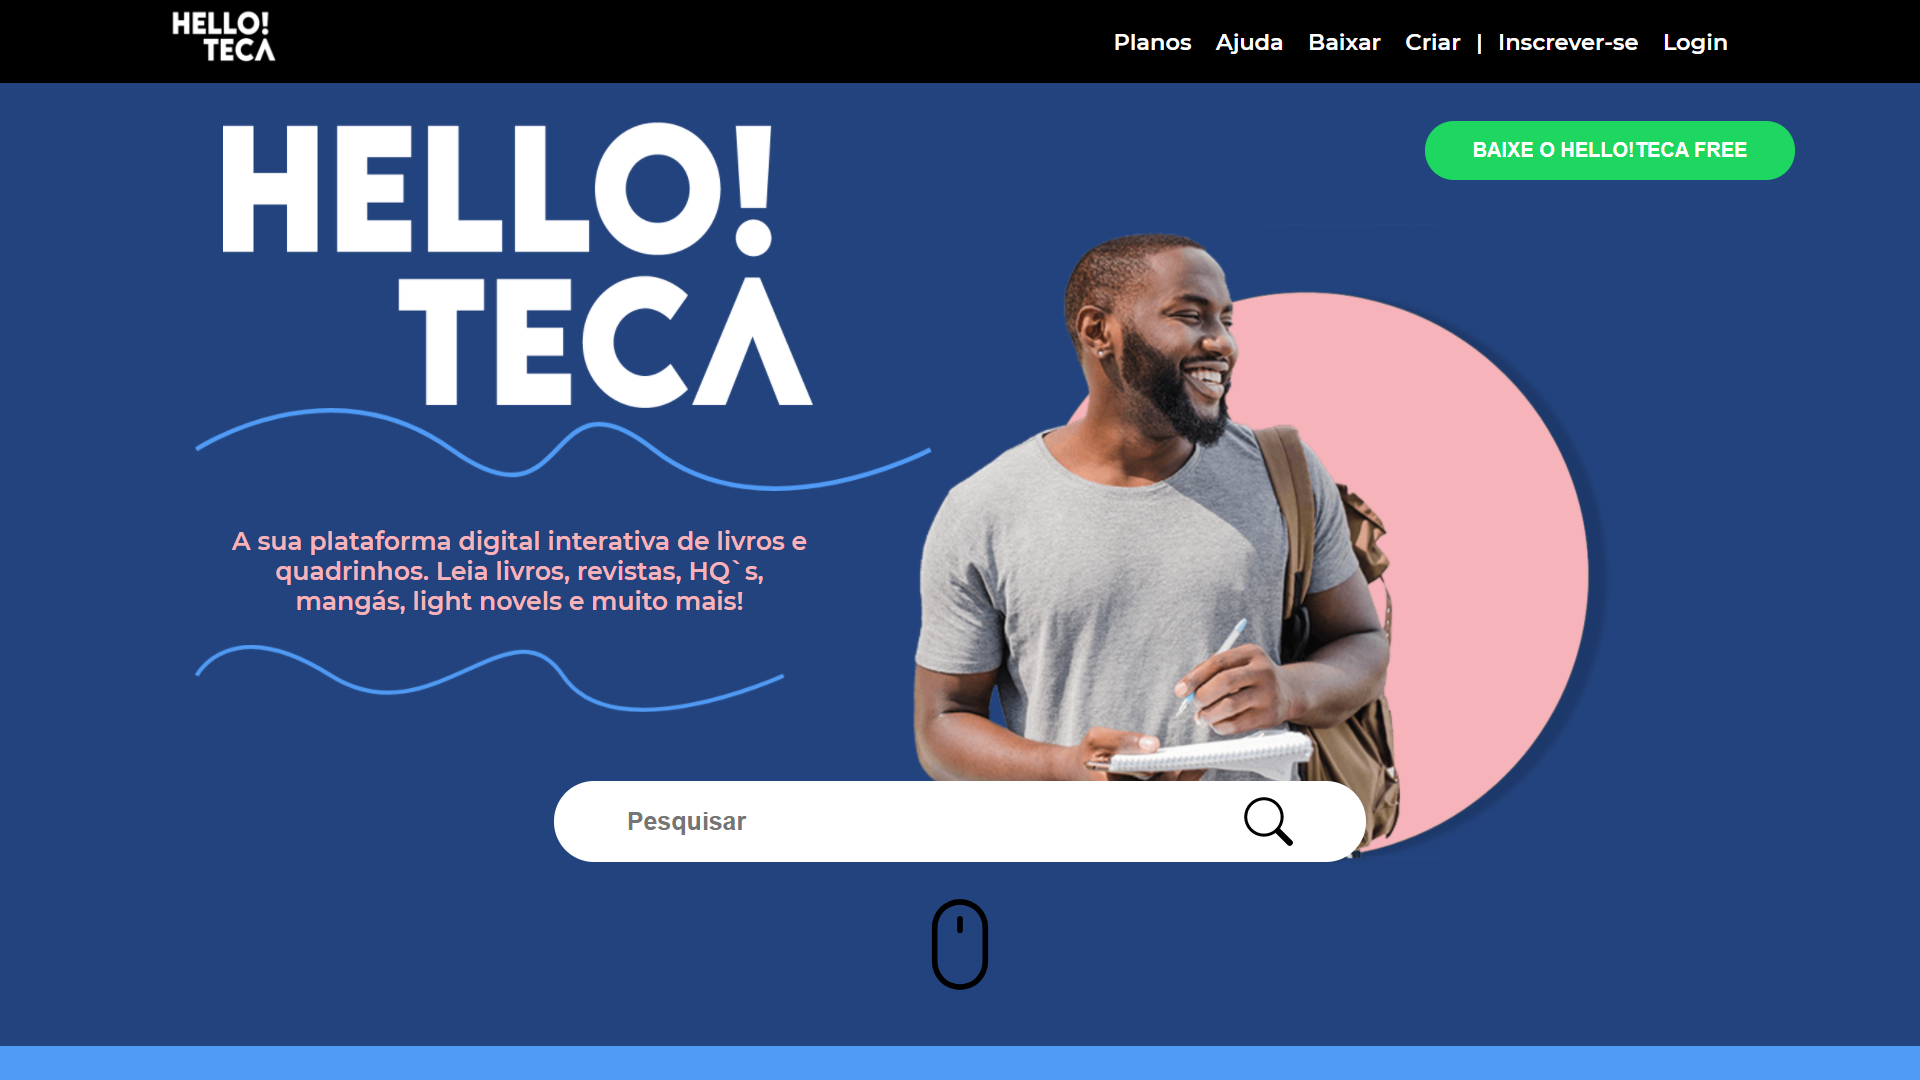 HELLO!
TECA
Planos Ajuda Baixar Criar | Inscrever-se Login
HELLO!
TECA
BAIXE O HELLO!TECA FREE
A sua plataforma digital interativa de livros e
quadrinhos. Leia livros, revistas, HQ`s,
mangás, light novels e muito mais!
Pesquisar